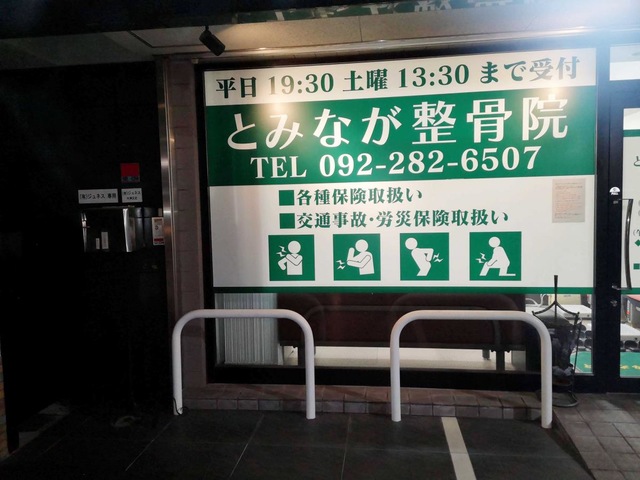 平日 19:30 土曜 13:30 まで受付
とみなが整骨院
TEL 092-282-6507
■各種保険取扱い
■交通事故・労災保険取扱い